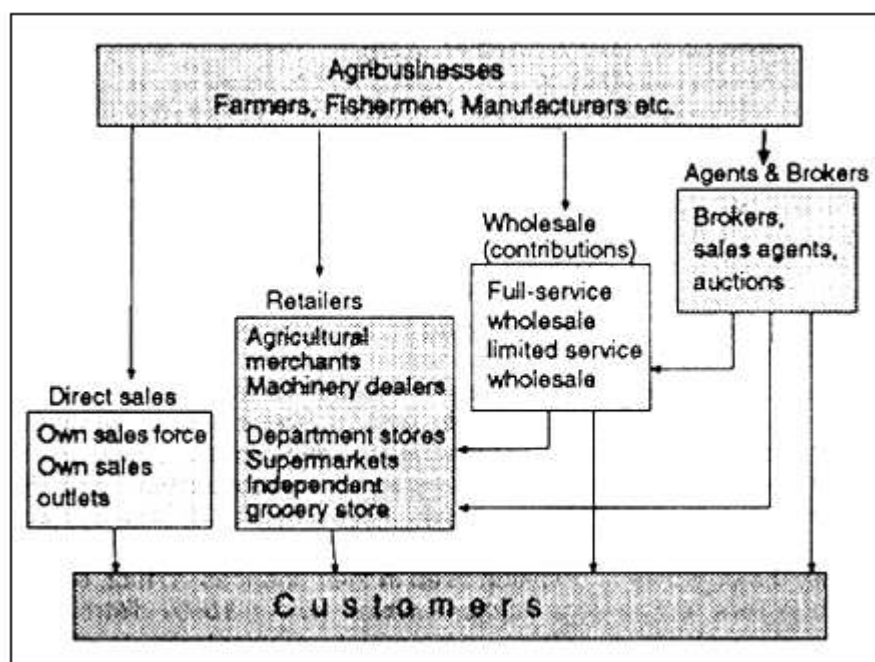 Agribusinesses
Farmers, Fishermen, Manufacturers etc.
Agents & Brokers
Brokers,
sales agents,
auctions
Wholesale
(contributions)
Full-service
wholesale
limited service
wholesale
Retailers
Agricultural
merchants
Machinery dealers
Department stores
Supermarkets
Independent
grocery store
Direct sales
Own sales force
Own sales
outlets
Customers